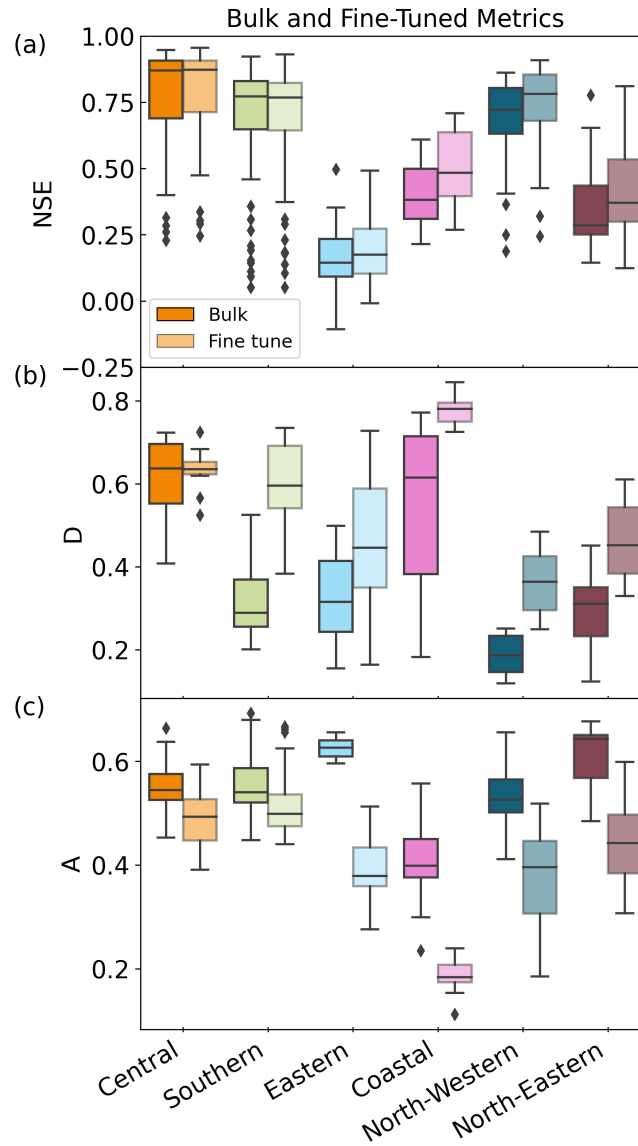 Bulk and Fine-Tuned Metrics
(a)
1.00
0.75
0.50
0.25
0.00
−0.25
NSE
Bulk
Fine tune
(b)
0.8
0.6
0.4
0.2
D
(c)
0.6
0.4
0.2
A
Central
Southern
Eastern
Coastal
North-Western
North-Eastern